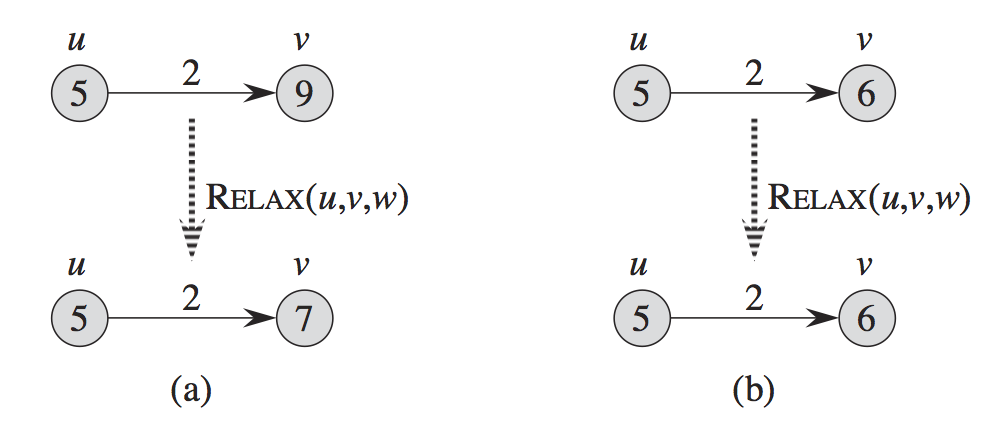 u v
2
5 9
RELAX(u,v,w)
u v
2
5 7
(a)
u v
2
5 6
RELAX(u,v,w)
u v
2
5 6
(b)